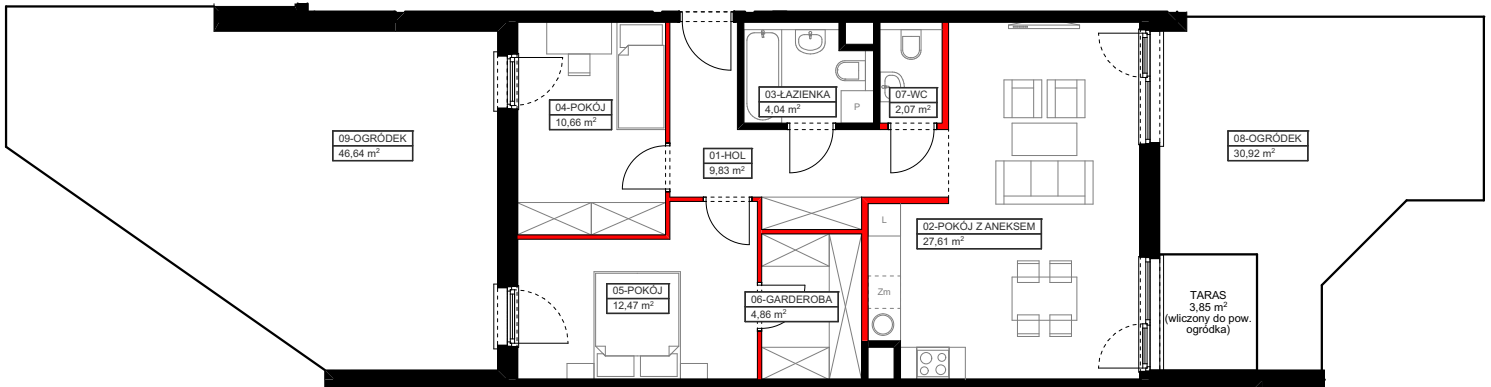 09-OGRÓDEK
46,64 m²
04-POKÓJ
10,66 m²
03-ŁAZIENKA
4,04 m²
P
07-WC
2,07 m²
01-HOL
9,83 m²
08-OGRÓDEK
30,92 m²
L
02-POKÓJ Z ANEKSEM
27,61 m²
05-POKÓJ
12,47 m²
06-GARDEROBA
4,86 m²
Zm
TARAS
3,85 m²
(wliczony do pow.
ogródka)